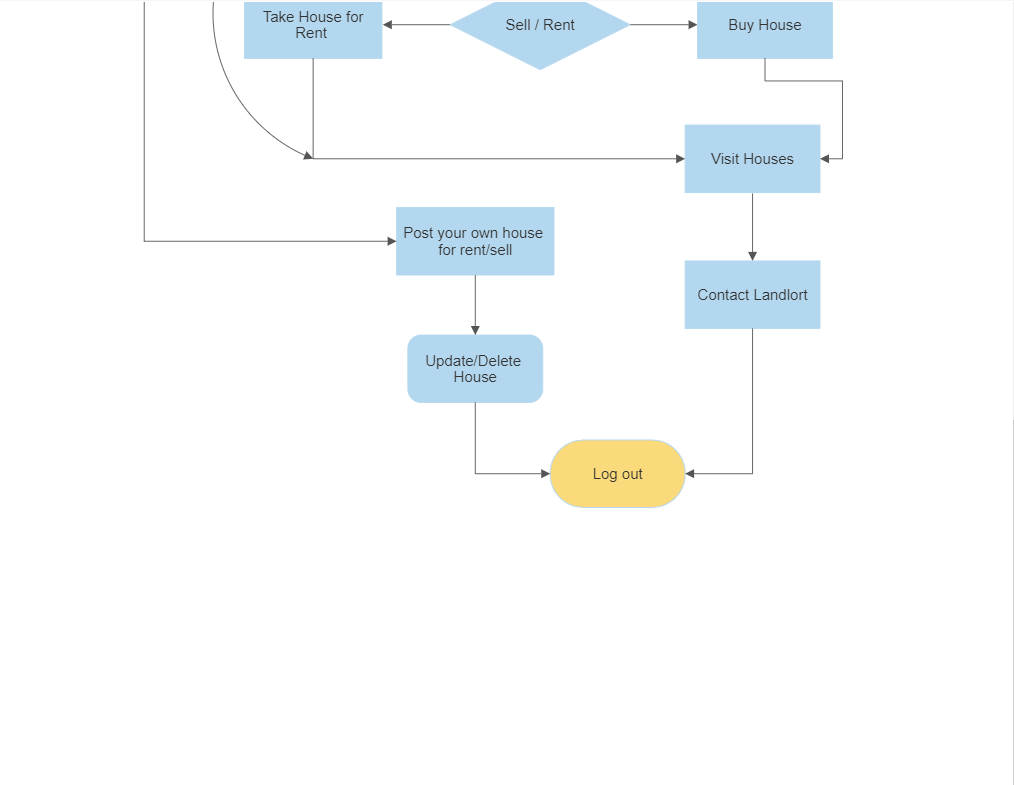 Take House for
Rent
Sell / Rent
Buy House
Visit Houses
Post your own house
for rent/sell
Contact Landlort
Update/Delete
House
Log out